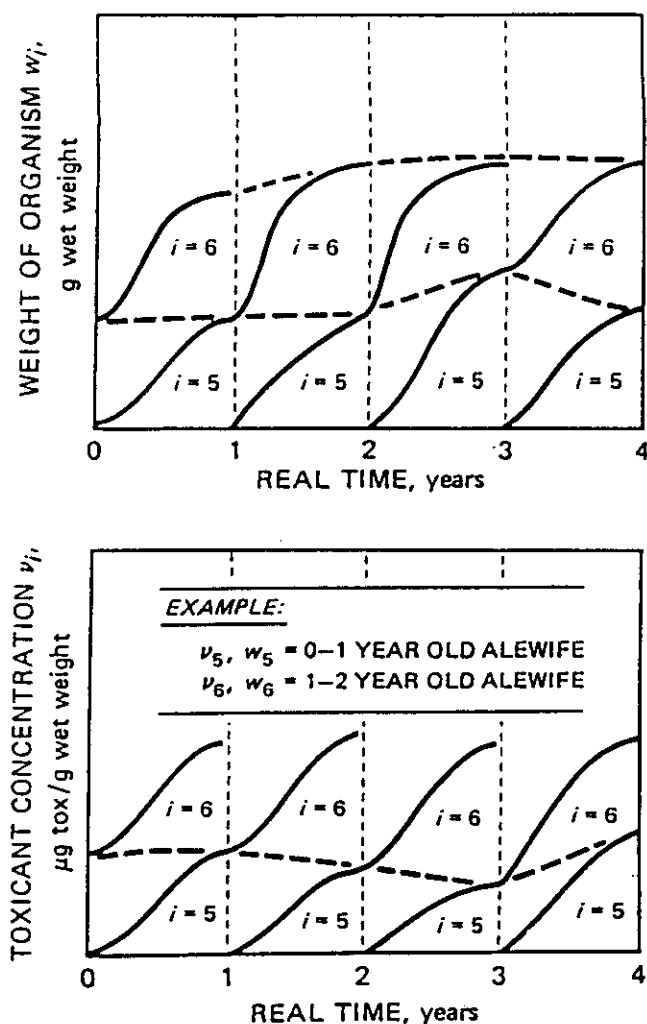 WEIGHT OF ORGANISM wᵢ,
g wet weight
i = 6
i = 6
i = 6
i = 6
i = 5
i = 5
i = 5
i = 5
0 1 2 3 4
REAL TIME, years
TOXICANT CONCENTRATION νᵢ,
μg tox/g wet weight
EXAMPLE:
ν₅, w₅ = 0–1 YEAR OLD ALEWIFE
ν₆, w₆ = 1–2 YEAR OLD ALEWIFE
i = 6
i = 6
i = 6
i = 6
i = 5
i = 5
i = 5
i = 5
0 1 2 3 4
REAL TIME, years